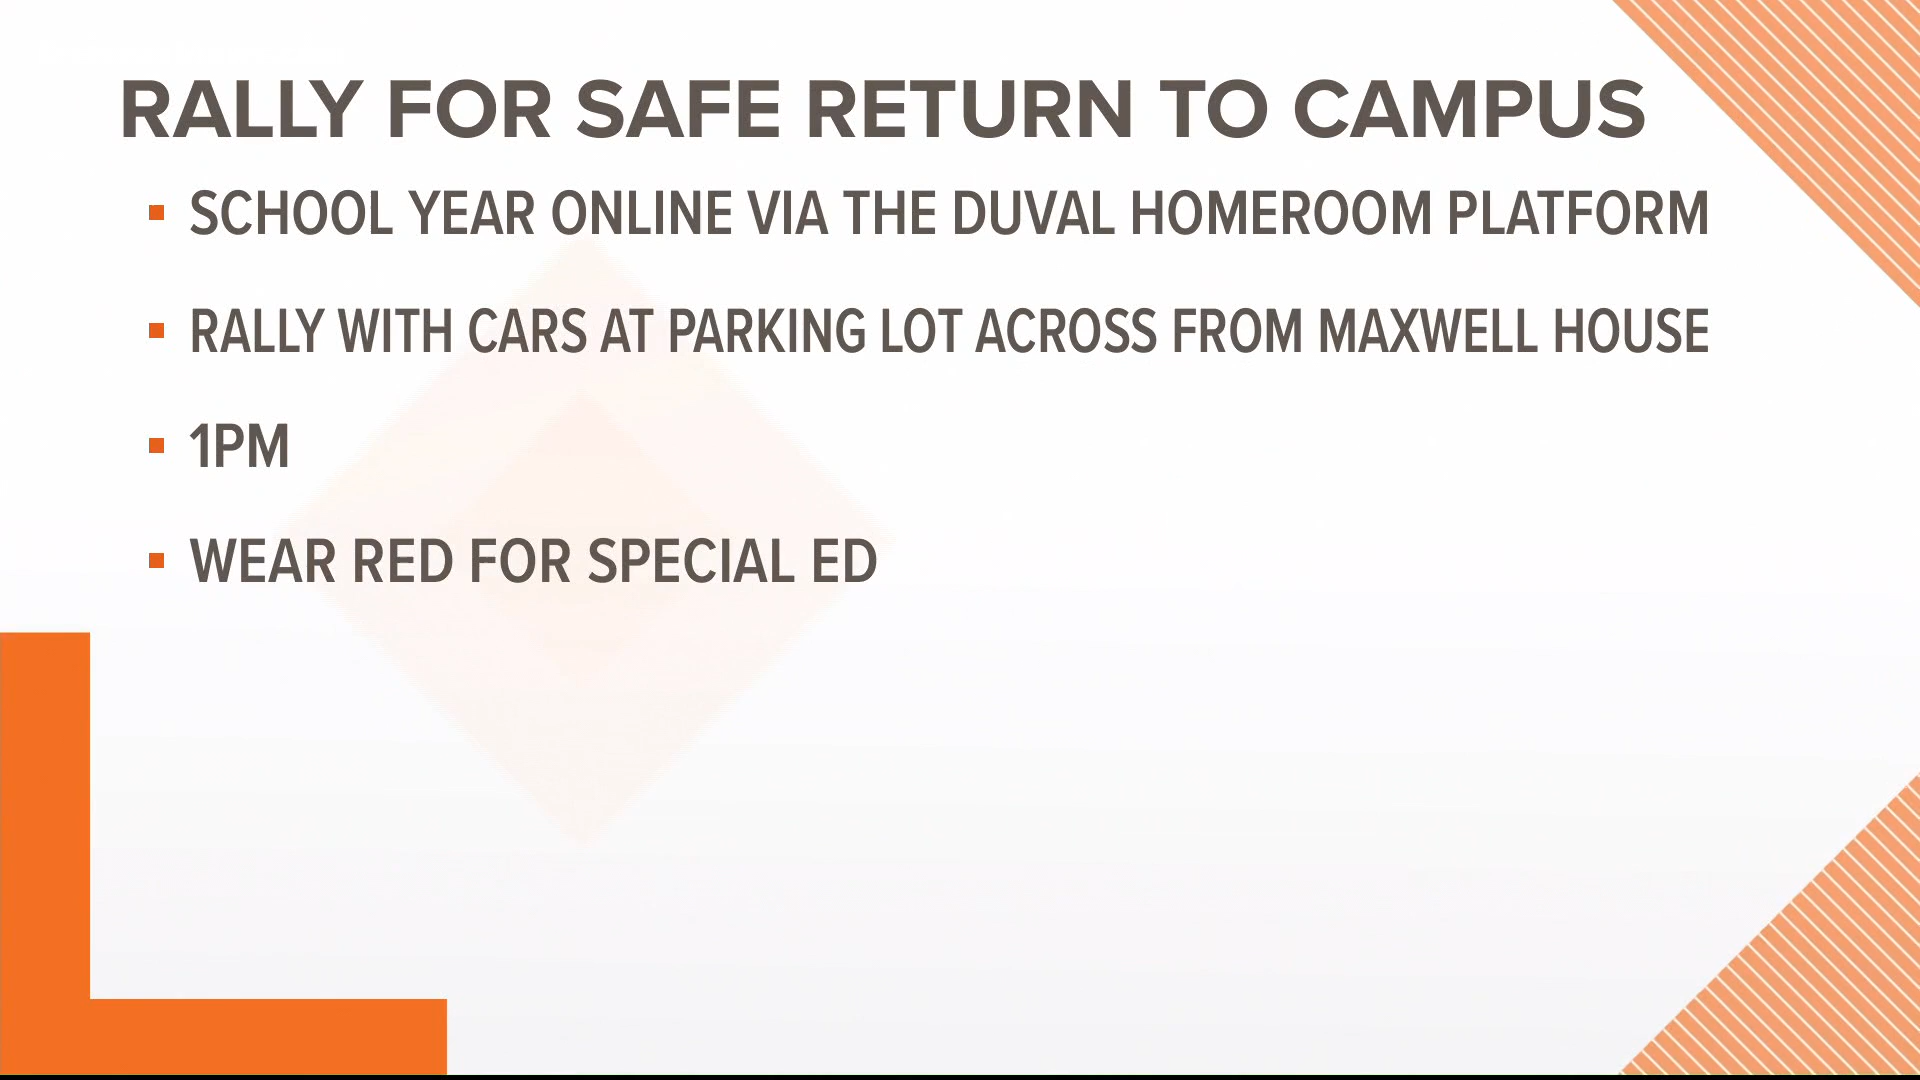 RALLY FOR SAFE RETURN TO CAMPUS
SCHOOL YEAR ONLINE VIA THE DUVAL HOMEROOM PLATFORM
RALLY WITH CARS AT PARKING LOT ACROSS FROM MAXWELL HOUSE
1PM
WEAR RED FOR SPECIAL ED